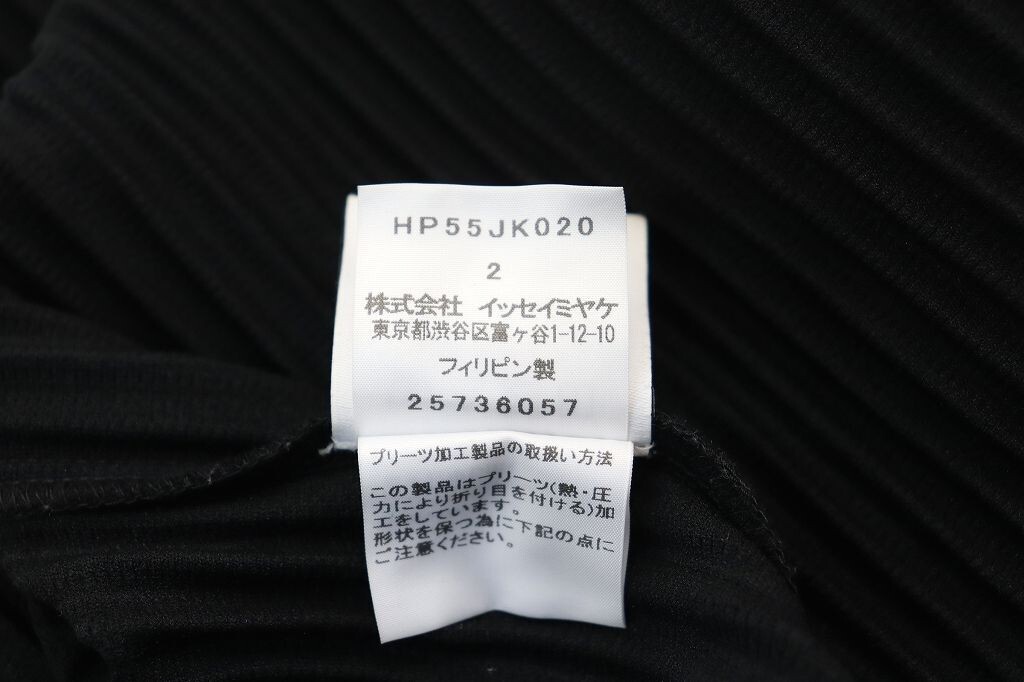 HP55JK020
2
株式会社 イッセイミヤケ
東京都渋谷区富ヶ谷1-12-10
フィリピン製
25736057
プリーツ加工製品の取扱い方法
この製品はプリーツ(熱・圧
力により折り目を付ける)加
工をしています。
形状を保つ為に下記の点に
ご注意ください。